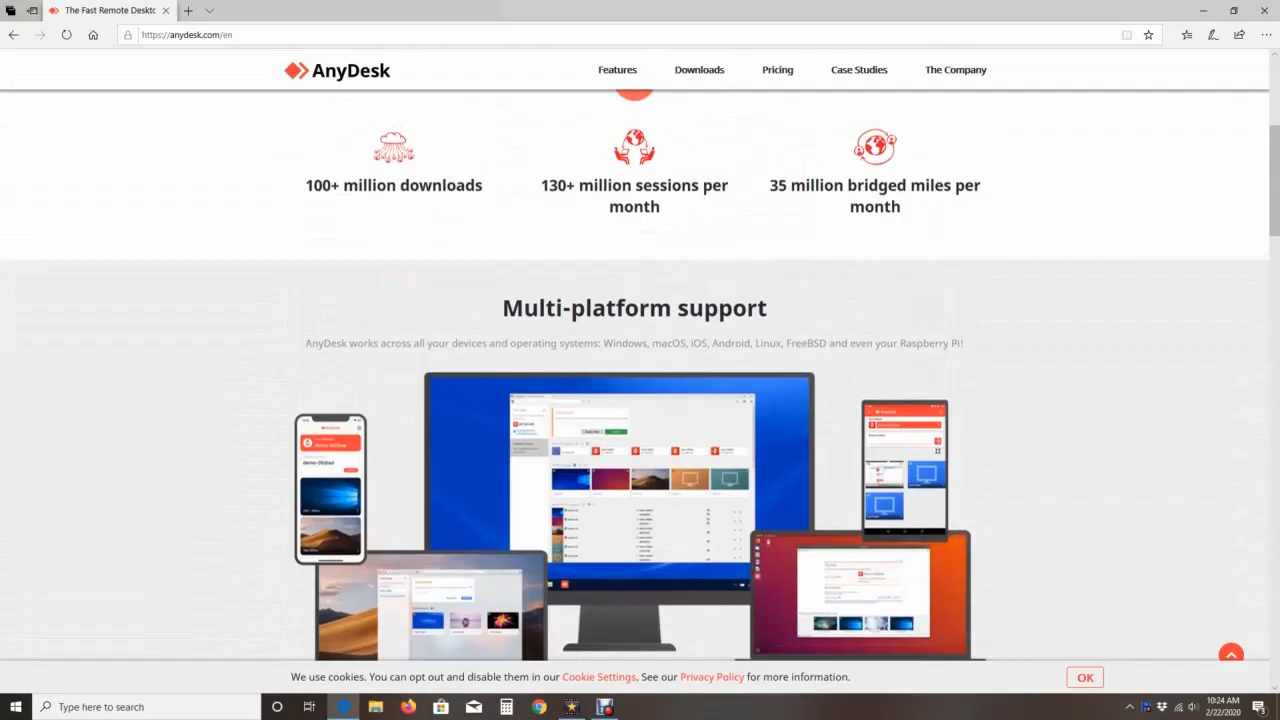 The Fast Remote Deskto
https://anydesk.com/en
AnyDesk
Features
Downloads
Pricing
Case Studies
The Company
100+ million downloads
130+ million sessions per
month
35 million bridged miles per
month
Multi-platform support
AnyDesk works across all your devices and operating systems: Windows, macOS, iOS, Android, Linux, FreeBSD and even your Raspberry Pi!
We use cookies. You can opt out and disable them in our Cookie Settings. See our Privacy Policy for more information.
OK
Type here to search
10:24 AM
2/22/2020
3